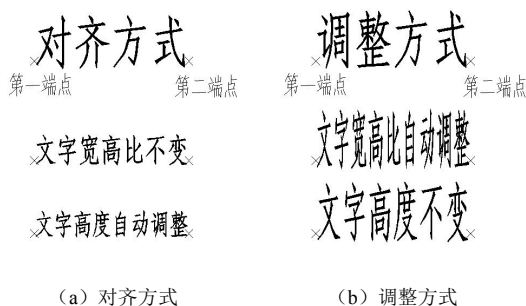 对齐方式
第一端点 第二端点
文字宽高比不变
文字高度自动调整
（a）对齐方式
调整方式
第一端点 第二端点
文字宽高比自动调整
文字高度不变
（b）调整方式